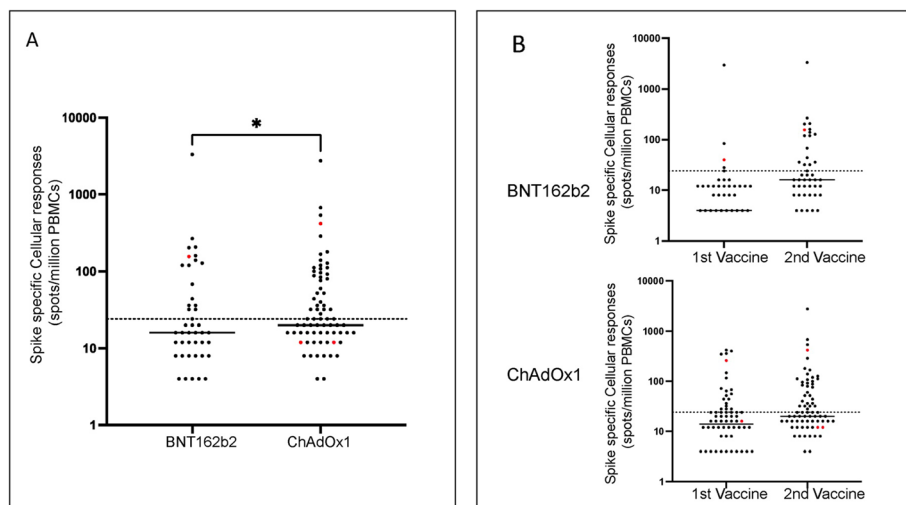 A
Spike specific Cellular responses
(spots/million PBMCs)
10000
1000
100
10
1
*
BNT162b2
ChAdOx1
B
BNT162b2
Spike specific Cellular responses
(spots/million PBMCs)
10000
1000
100
10
1
1st Vaccine
2nd Vaccine
ChAdOx1
Spike specific Cellular responses
(spots/million PBMCs)
10000
1000
100
10
1
1st Vaccine
2nd Vaccine